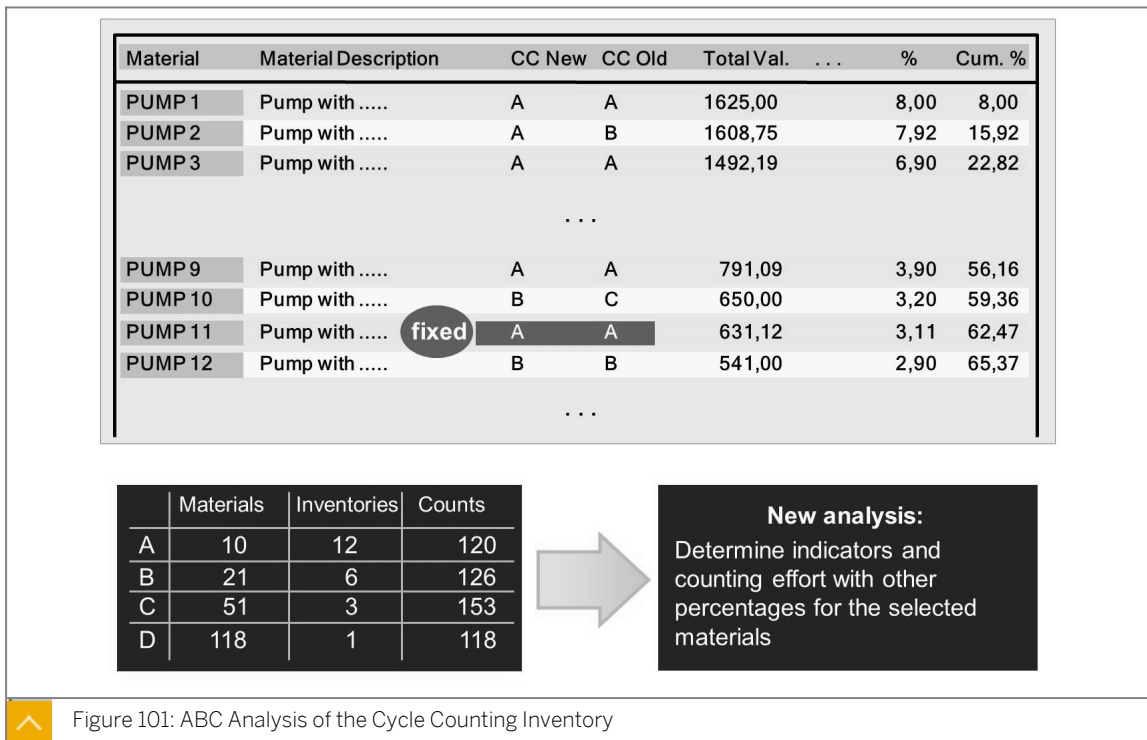 Material Material Description CC New CC Old Total Val. . . . % Cum. %
PUMP 1 Pump with ..... A A 1625,00 8,00 8,00
PUMP 2 Pump with ..... A B 1608,75 7,92 15,92
PUMP 3 Pump with ..... A A 1492,19 6,90 22,82
. . .
PUMP 9 Pump with ..... A A 791,09 3,90 56,16
PUMP 10 Pump with ..... B C 650,00 3,20 59,36
PUMP 11 Pump with ..... fixed A A 631,12 3,11 62,47
PUMP 12 Pump with ..... B B 541,00 2,90 65,37
. . .
Materials Inventories Counts
A 10 12 120
B 21 6 126
C 51 3 153
D 118 1 118
New analysis:
Determine indicators and
counting effort with other
percentages for the selected
materials
Figure 101: ABC Analysis of the Cycle Counting Inventory